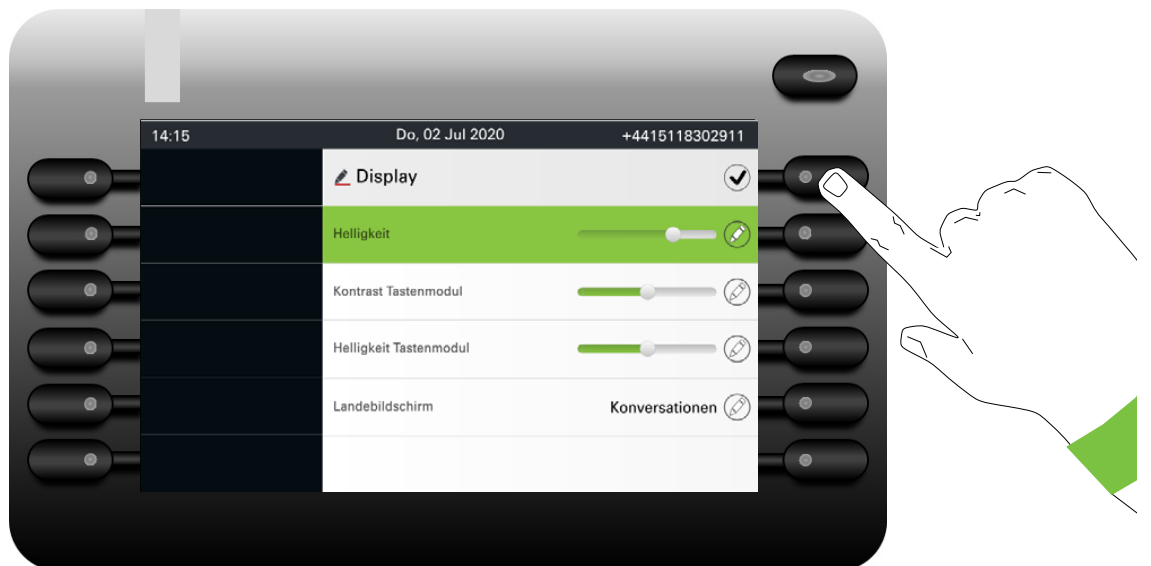 14:15 Do, 02 Jul 2020 +4415118302911
Display
Helligkeit
Kontrast Tastenmodul
Helligkeit Tastenmodul
Landebildschirm Konversationen